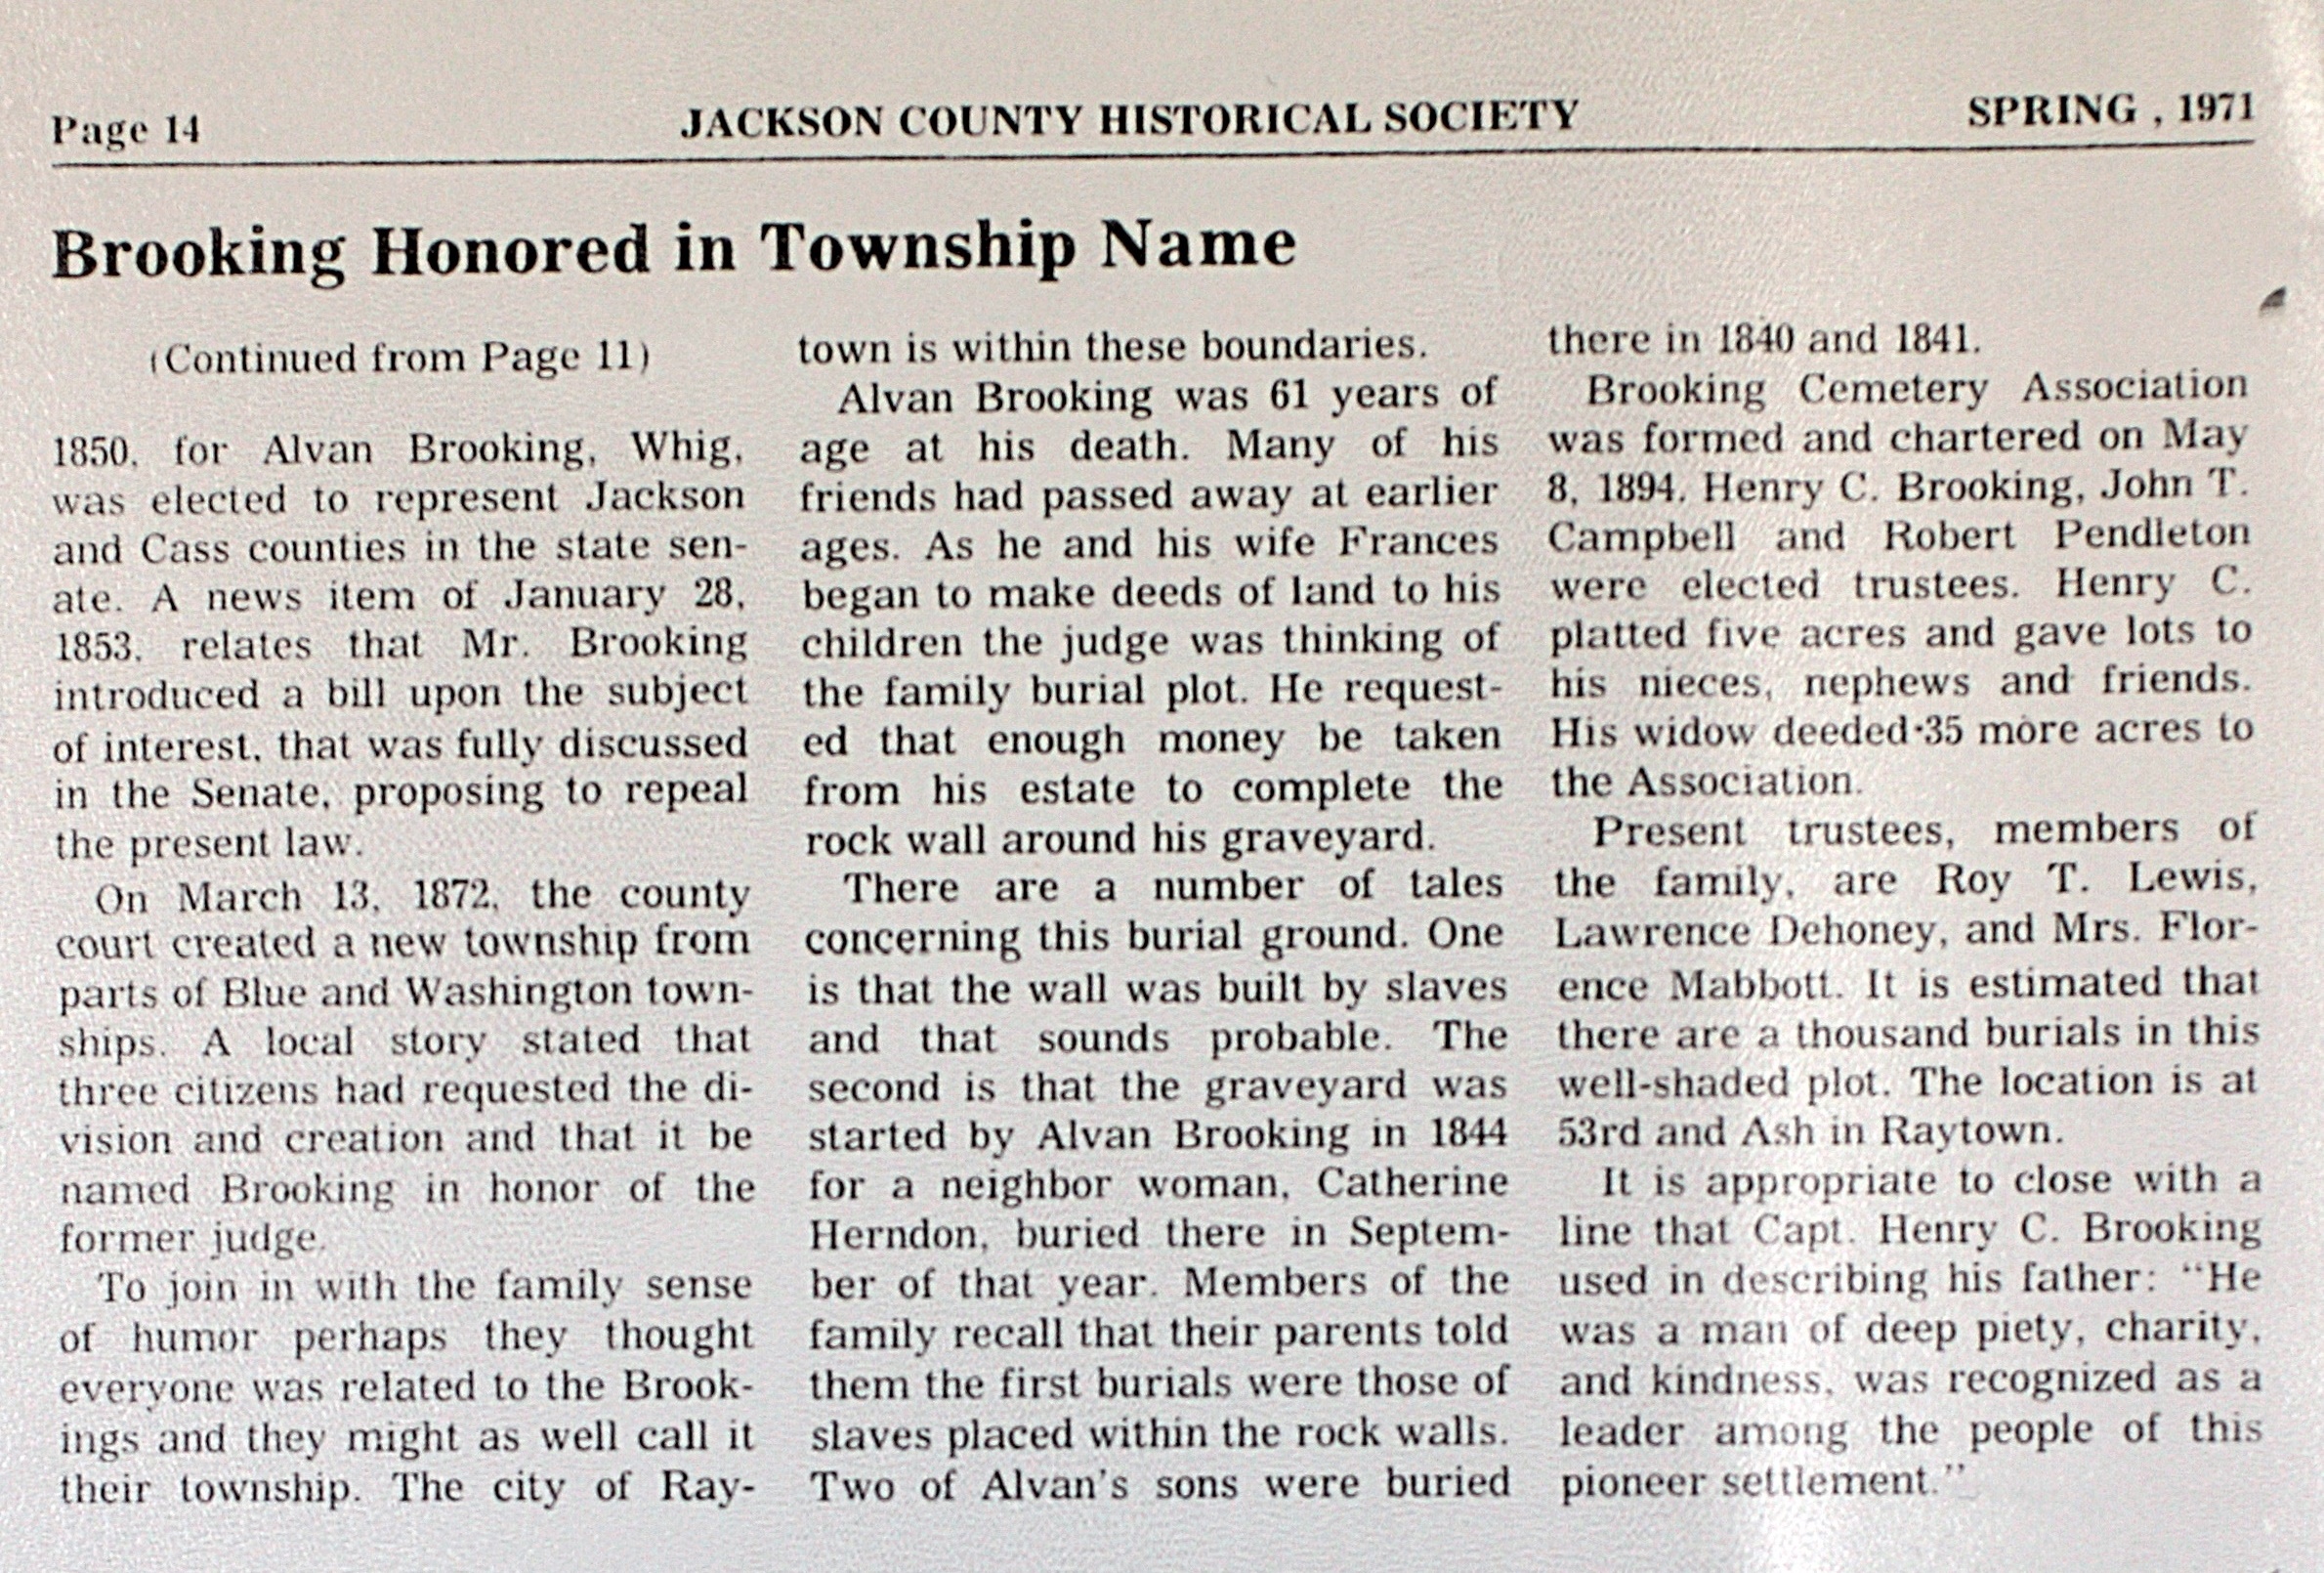 Page 14 JACKSON COUNTY HISTORICAL SOCIETY SPRING , 1971
Brooking Honored in Township Name
(Continued from Page 11)
1850, for Alvan Brooking, Whig,
was elected to represent Jackson
and Cass counties in the state sen-
ate. A news item of January 28,
1853, relates that Mr. Brooking
introduced a bill upon the subject
of interest, that was fully discussed
in the Senate, proposing to repeal
the present law.
On March 13, 1872, the county
court created a new township from
parts of Blue and Washington town-
ships. A local story stated that
three citizens had requested the di-
vision and creation and that it be
named Brooking in honor of the
former judge.
To join in with the family sense
of humor perhaps they thought
everyone was related to the Brook-
ings and they might as well call it
their township. The city of Ray-
town is within these boundaries.
Alvan Brooking was 61 years of
age at his death. Many of his
friends had passed away at earlier
ages. As he and his wife Frances
began to make deeds of land to his
children the judge was thinking of
the family burial plot. He request-
ed that enough money be taken
from his estate to complete the
rock wall around his graveyard.
There are a number of tales
concerning this burial ground. One
is that the wall was built by slaves
and that sounds probable. The
second is that the graveyard was
started by Alvan Brooking in 1844
for a neighbor woman, Catherine
Herndon, buried there in Septem-
ber of that year. Members of the
family recall that their parents told
them the first burials were those of
slaves placed within the rock walls.
Two of Alvan's sons were buried
there in 1840 and 1841.
Brooking Cemetery Association
was formed and chartered on May
8, 1894. Henry C. Brooking, John T.
Campbell and Robert Pendleton
were elected trustees. Henry C.
platted five acres and gave lots to
his nieces, nephews and friends.
His widow deeded 35 more acres to
the Association.
Present trustees, members of
the family, are Roy T. Lewis,
Lawrence Dehoney, and Mrs. Flor-
ence Mabbott. It is estimated that
there are a thousand burials in this
well-shaded plot. The location is at
53rd and Ash in Raytown.
It is appropriate to close with a
line that Capt. Henry C. Brooking
used in describing his father: "He
was a man of deep piety, charity,
and kindness, was recognized as a
leader among the people of this
pioneer settlement."